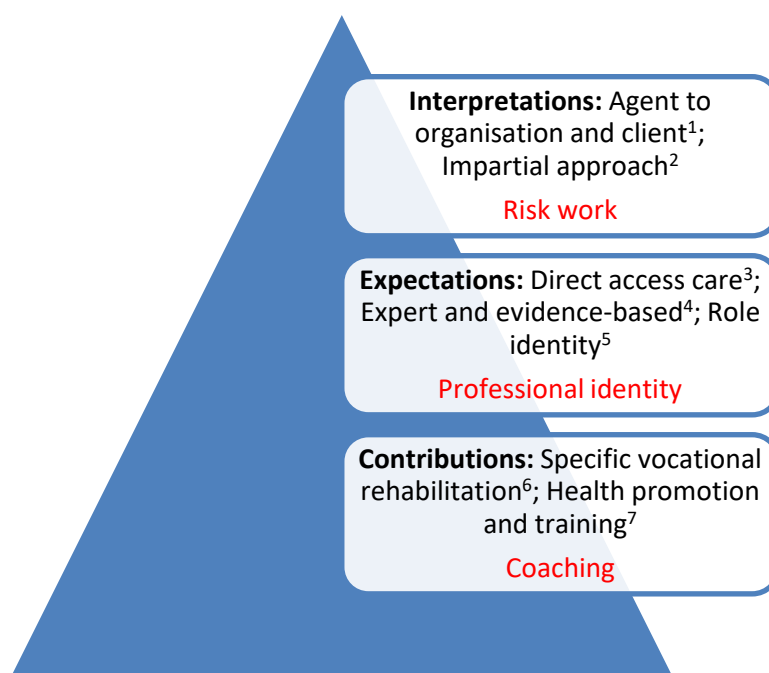 Interpretations: Agent to
organisation and client¹;
Impartial approach²
Risk work
Expectations: Direct access care³;
Expert and evidence-based⁴; Role
identity⁵
Professional identity
Contributions: Specific vocational
rehabilitation⁶; Health promotion
and training⁷
Coaching